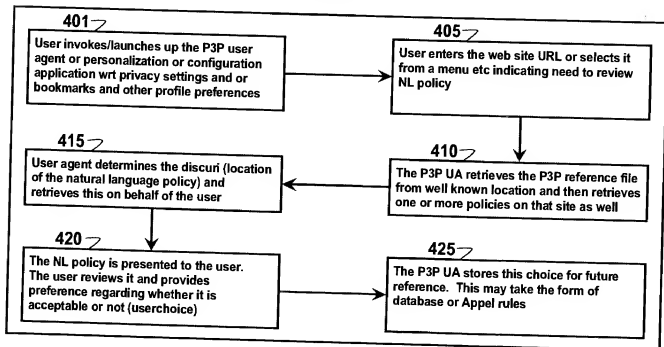 401
User invokes/launches up the P3P user
agent or personalization or configuration
application wrt privacy settings and or
bookmarks and other profile preferences
405
User enters the web site URL or selects it
from a menu etc indicating need to review
NL policy
410
The P3P UA retrieves the P3P reference file
from well known location and then retrieves
one or more policies on that site as well
415
User agent determines the discuri (location
of the natural language policy) and
retrieves this on behalf of the user
420
The NL policy is presented to the user.
The user reviews it and provides
preference regarding whether it is
acceptable or not (userchoice)
425
The P3P UA stores this choice for future
reference. This may take the form of
database or Appel rules